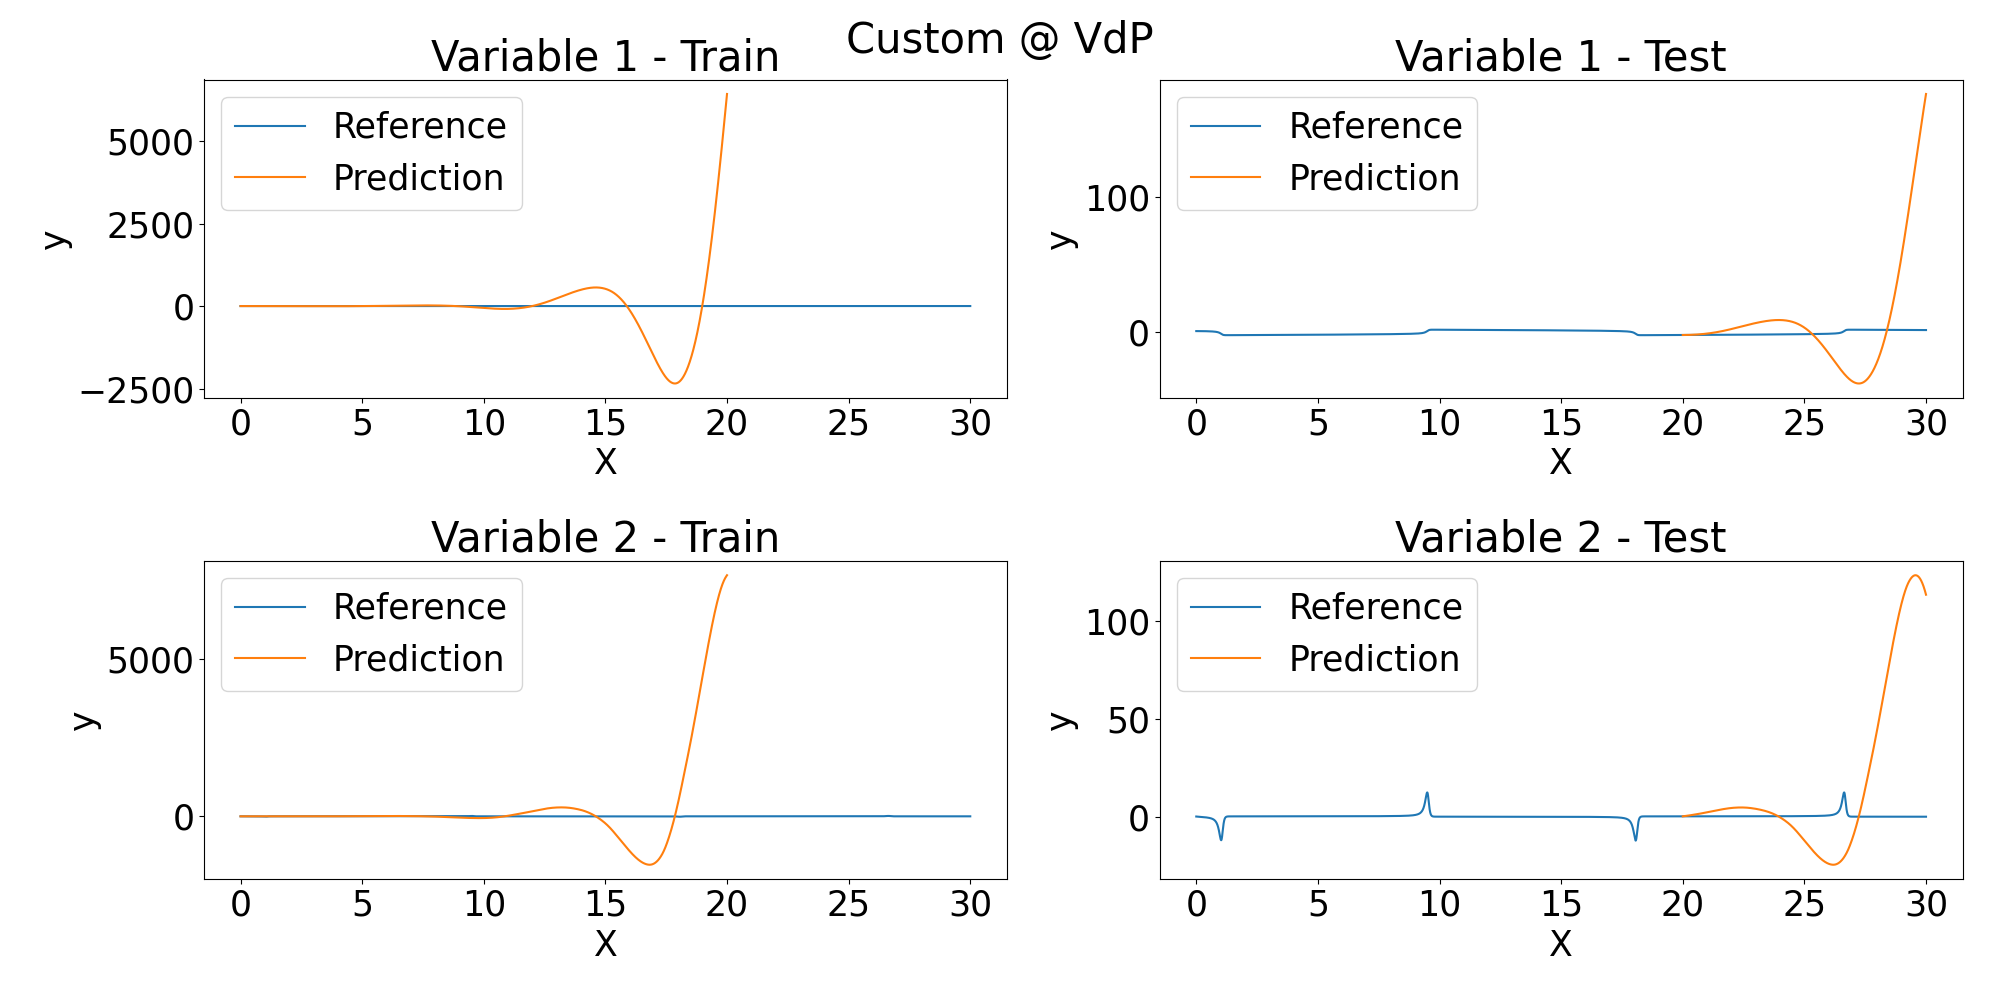 Custom @ VdP
Variable 1 - Train
Reference
Prediction
5000
2500
0
−2500
y
0 5 10 15 20 25 30
X
Variable 1 - Test
Reference
Prediction
100
0
y
0 5 10 15 20 25 30
X
Variable 2 - Train
Reference
Prediction
5000
0
y
0 5 10 15 20 25 30
X
Variable 2 - Test
Reference
Prediction
100
50
0
y
0 5 10 15 20 25 30
X